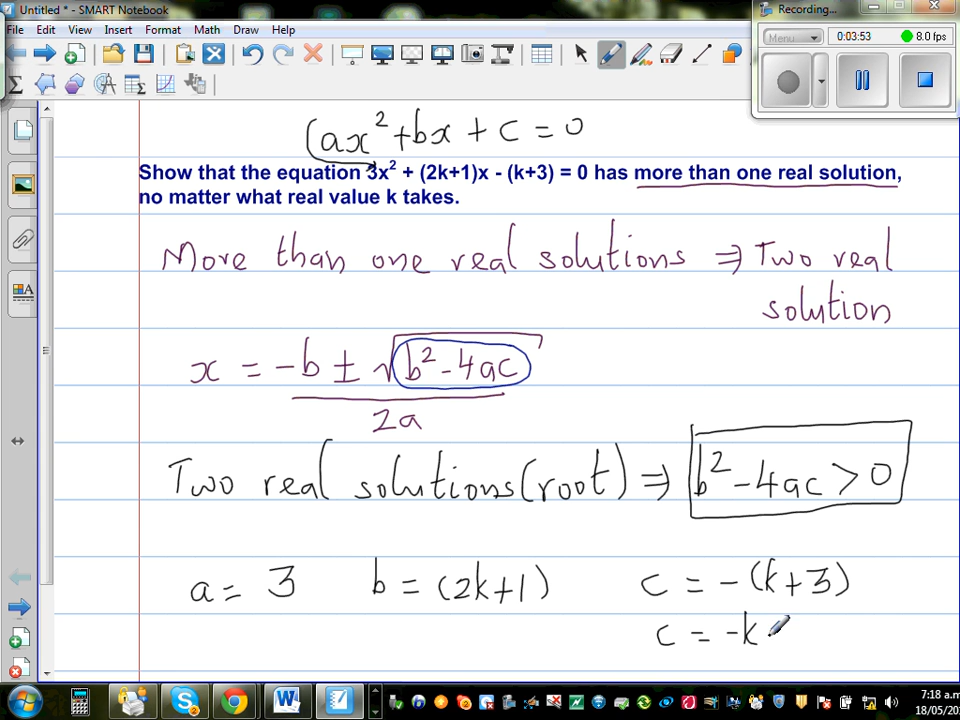 Untitled * - SMART Notebook
Recording...
File Edit View Insert Format Math Draw Help
Menu 0:03:53 8.0 fps
ax² + bx + c = 0
Show that the equation 3x² + (2k+1)x - (k+3) = 0 has more than one real solution,
no matter what real value k takes.
More than one real solutions ⇒ Two real
solution
x = -b ± √b² - 4ac
2a
Two real solutions (root) ⇒ b² - 4ac > 0
a = 3 b = (2k+1) c = -(k+3)
c = -k
7:18 a.m
18/05/20